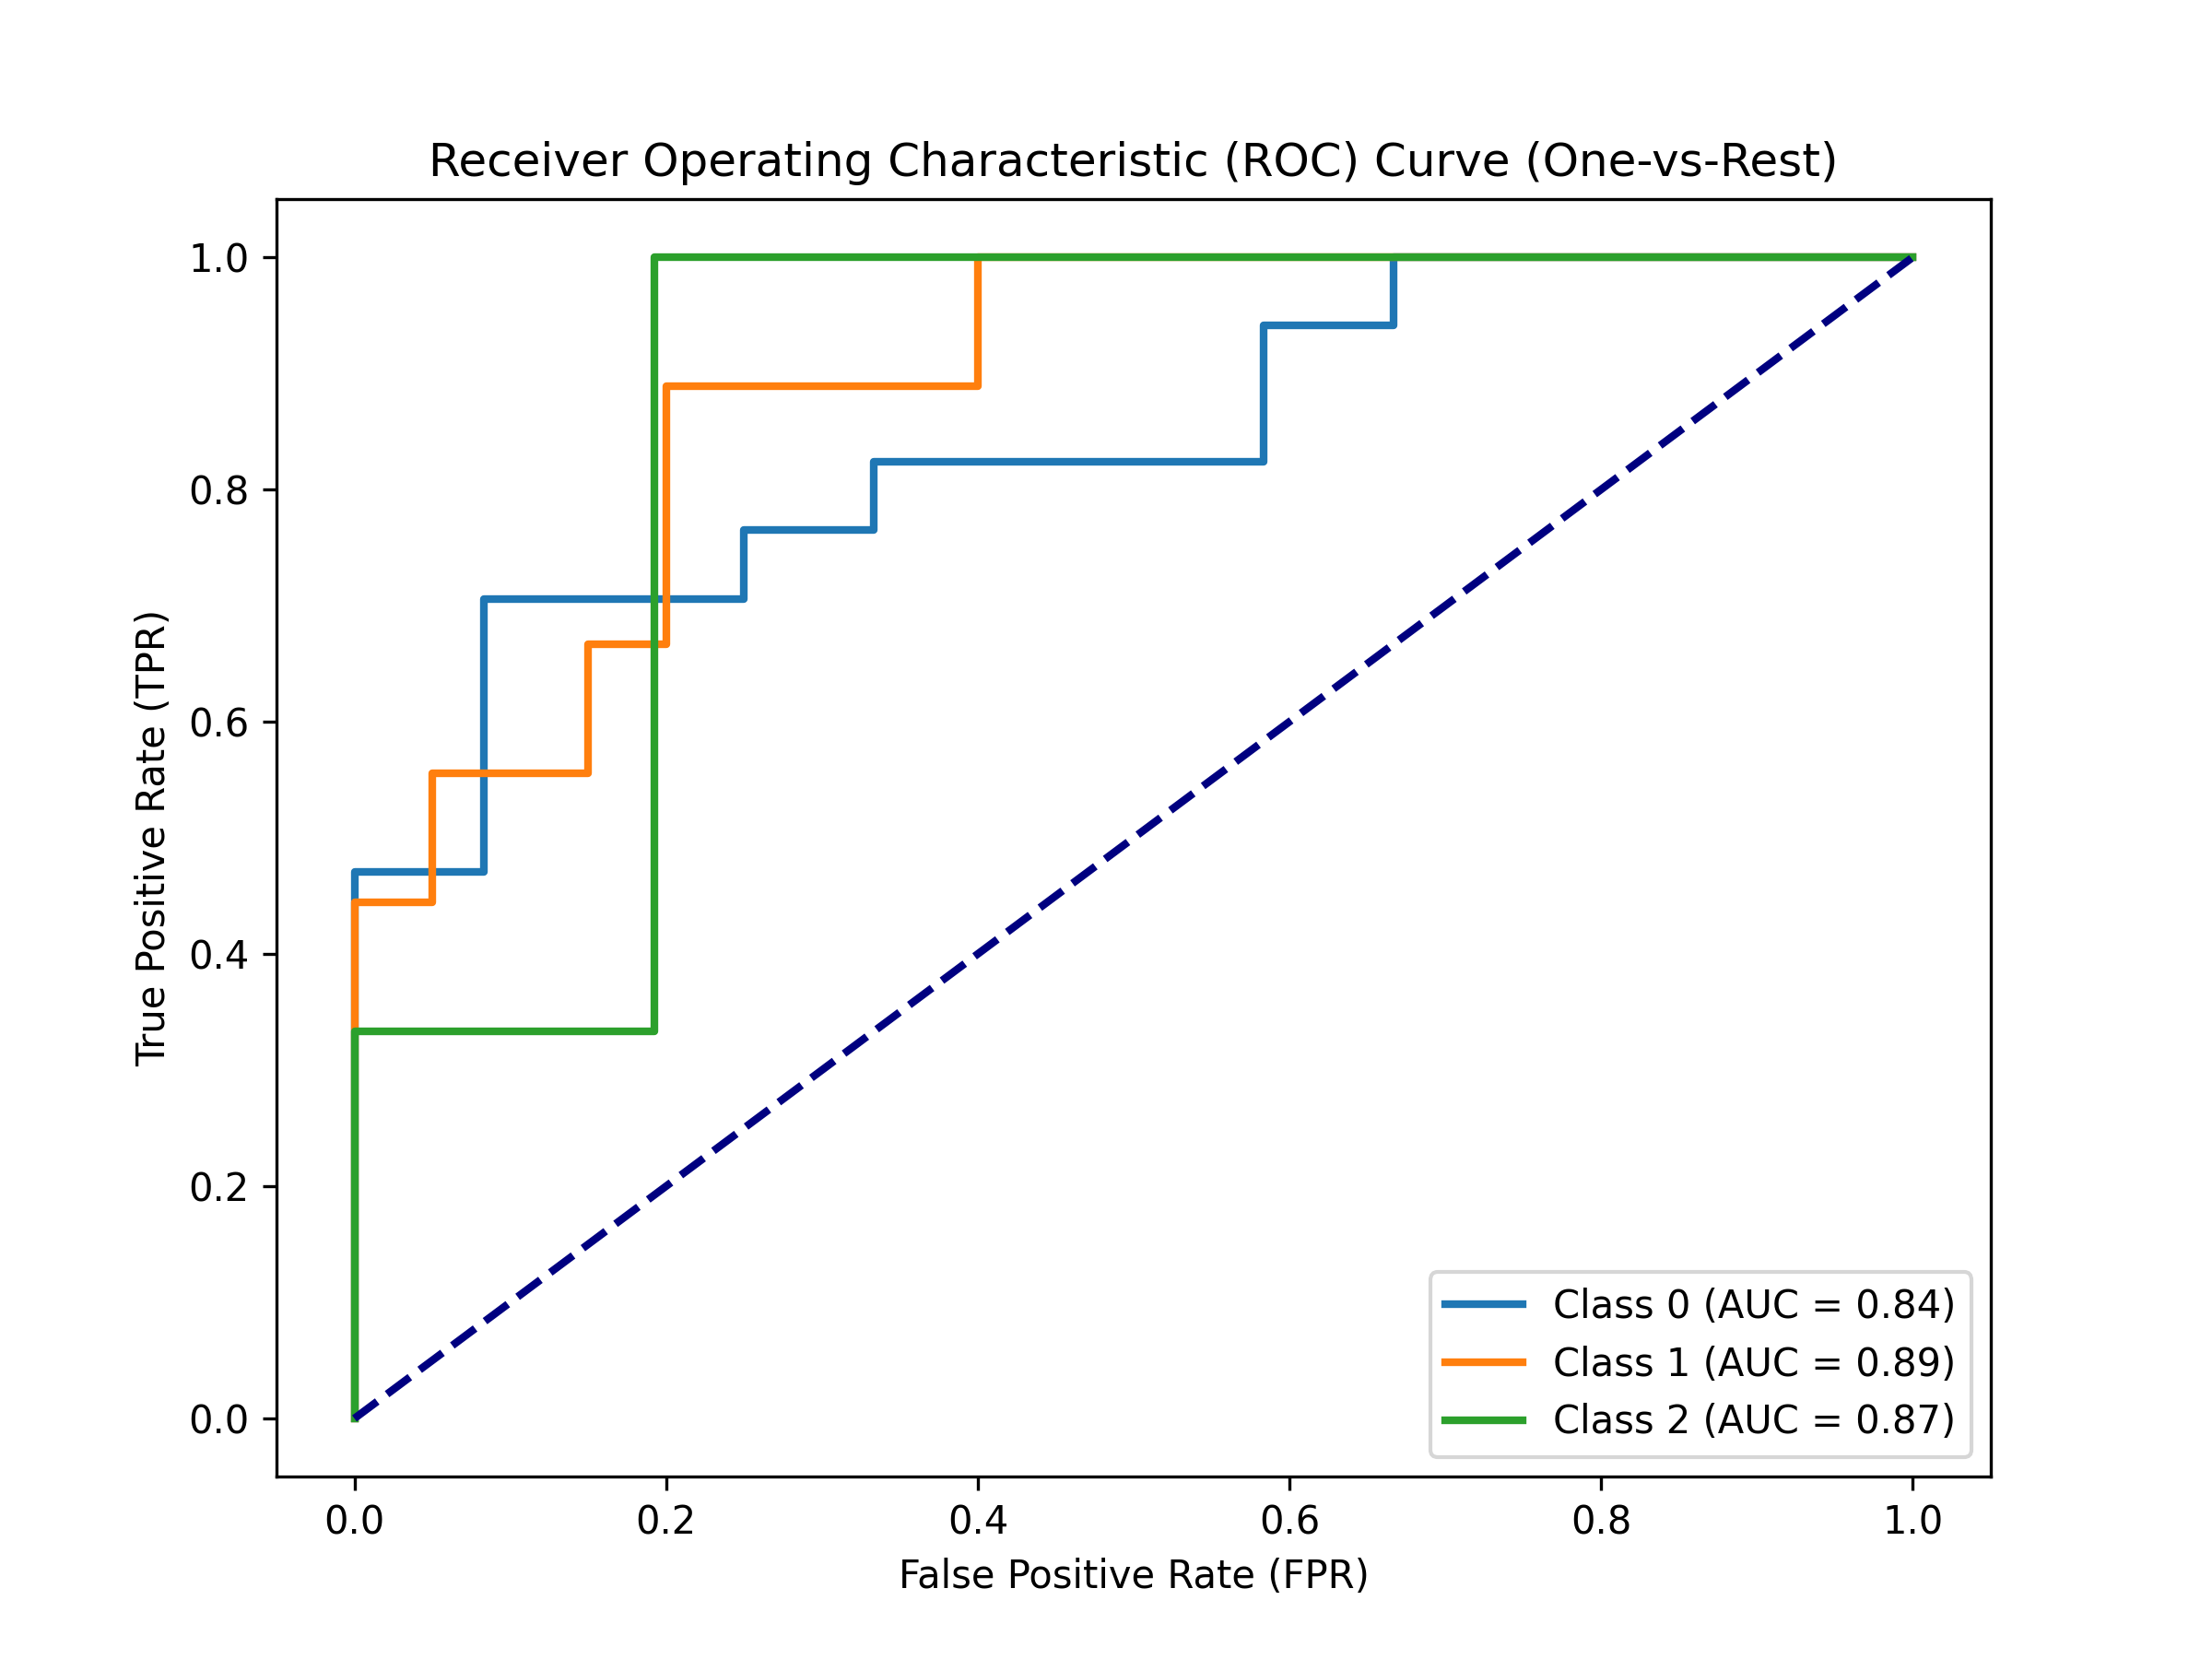 Receiver Operating Characteristic (ROC) Curve (One-vs-Rest)
True Positive Rate (TPR)
1.0
0.8
0.6
0.4
0.2
0.0
Class 0 (AUC = 0.84)
Class 1 (AUC = 0.89)
Class 2 (AUC = 0.87)
0.0 0.2 0.4 0.6 0.8 1.0
False Positive Rate (FPR)